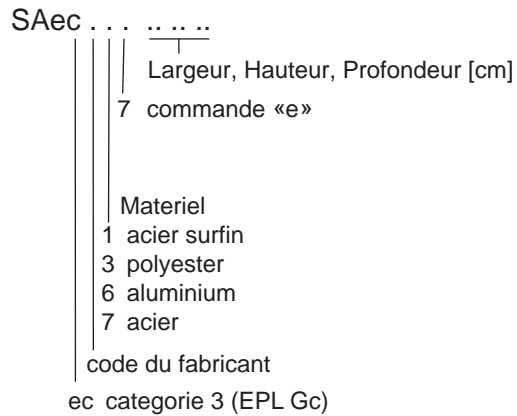 SAec . . . .. .. ..
Largeur, Hauteur, Profondeur [cm]
7 commande «e»
Materiel
1 acier surfin
3 polyester
6 aluminium
7 acier
code du fabricant
ec categorie 3 (EPL Gc)